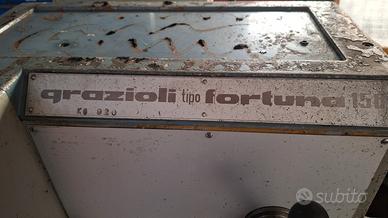 grazioli tipo fortuna 150
KG 920
subito